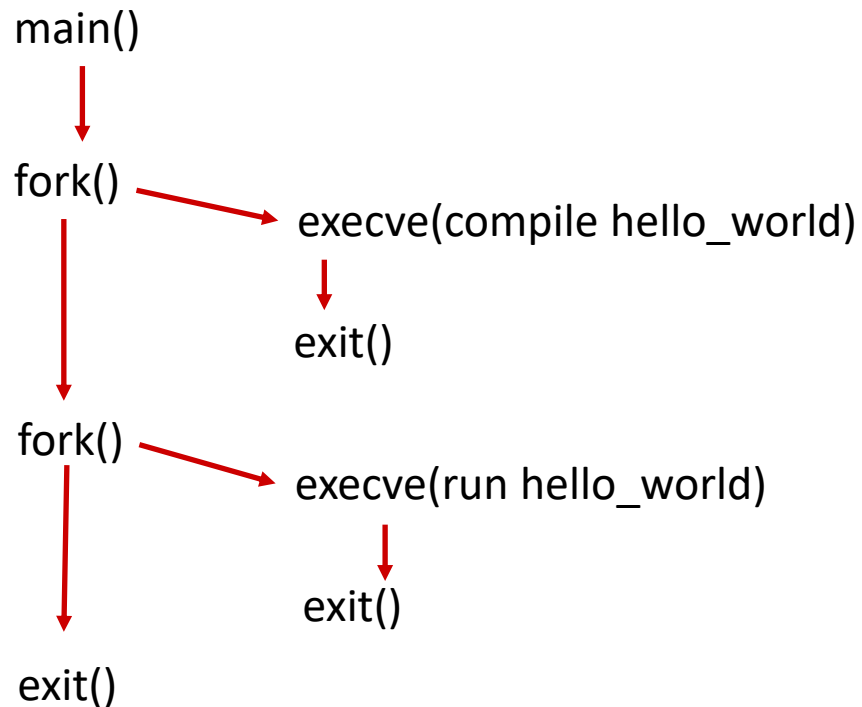 main()
fork()
execve(compile hello_world)
exit()
fork()
execve(run hello_world)
exit()
exit()